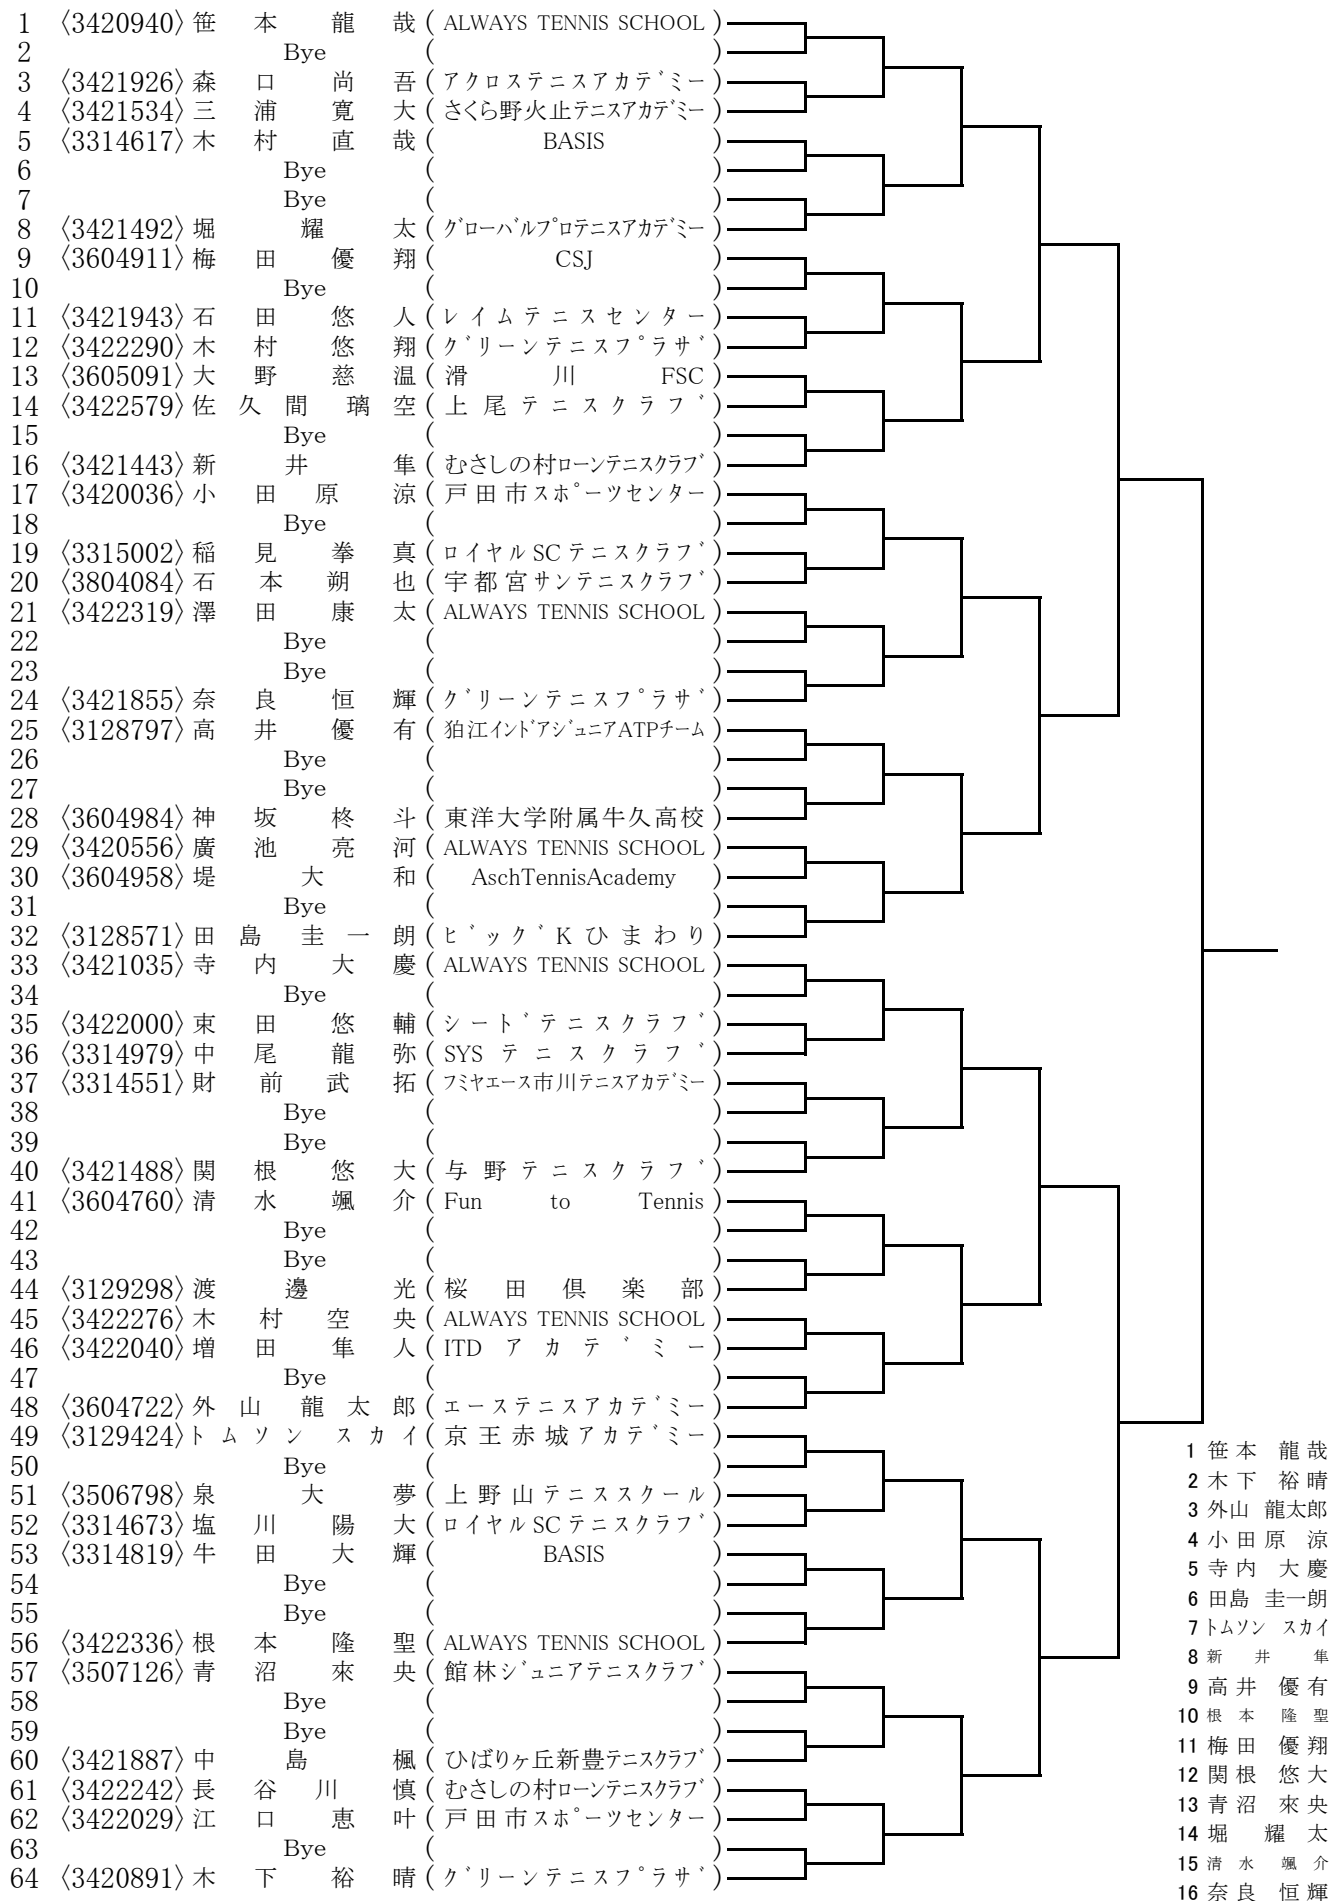 1 〈3420940〉 笹本 龍哉 ( ALWAYS TENNIS SCHOOL )
2 Bye ( )
3 〈3421926〉 森口 尚吾 ( アクロステニスアカデミー )
4 〈3421534〉 三浦 寛大 ( さくら野火止テニスアカデミー )
5 〈3314617〉 木村 直哉 ( BASIS )
6 Bye ( )
7 Bye ( )
8 〈3421492〉 堀 耀太 ( グローバルプロテニスアカデミー )
9 〈3604911〉 梅田 優翔 ( CSJ )
10 Bye ( )
11 〈3421943〉 石田 悠人 ( レイムテニスセンター )
12 〈3422290〉 木村 悠翔 ( グリーンテニスプラザ )
13 〈3605091〉 大野 慈温 ( 滑川 FSC )
14 〈3422579〉 佐久間 璃空 ( 上尾テニスクラブ )
15 Bye ( )
16 〈3421443〉 新井 隼 ( むさしの村ローンテニスクラブ )
17 〈3420036〉 小田原 涼 ( 戸田市スポーツセンター )
18 Bye ( )
19 〈3315002〉 稲見 拳真 ( ロイヤルSCテニスクラブ )
20 〈3804084〉 石本 朔也 ( 宇都宮サンテニスクラブ )
21 〈3422319〉 澤田 康太 ( ALWAYS TENNIS SCHOOL )
22 Bye ( )
23 Bye ( )
24 〈3421855〉 奈良 恒輝 ( グリーンテニスプラザ )
25 〈3128797〉 高井 優有 ( 狛江インドアジュニアATPチーム )
26 Bye ( )
27 Bye ( )
28 〈3604984〉 神坂 柊斗 ( 東洋大学附属牛久高校 )
29 〈3420556〉 廣池 亮河 ( ALWAYS TENNIS SCHOOL )
30 〈3604958〉 堤 大和 ( AschTennisAcademy )
31 Bye ( )
32 〈3128571〉 田島 圭一朗 ( ビッグKひまわり )
33 〈3421035〉 寺内 大慶 ( ALWAYS TENNIS SCHOOL )
34 Bye ( )
35 〈3422000〉 東田 悠輔 ( シードテニスクラブ )
36 〈3314979〉 中尾 龍弥 ( SYSテニスクラブ )
37 〈3314551〉 財前 武拓 ( フミヤエース市川テニスアカデミー )
38 Bye ( )
39 Bye ( )
40 〈3421488〉 関根 悠大 ( 与野テニスクラブ )
41 〈3604760〉 清水 颯介 ( Fun to Tennis )
42 Bye ( )
43 Bye ( )
44 〈3129298〉 渡邊 光 ( 桜田倶楽部 )
45 〈3422276〉 木村 空央 ( ALWAYS TENNIS SCHOOL )
46 〈3422040〉 増田 隼人 ( ITDアカデミー )
47 Bye ( )
48 〈3604722〉 外山 龍太郎 ( エーステニスアカデミー )
49 〈3129424〉 トムソン スカイ ( 京王赤城アカデミー )
50 Bye ( )
51 〈3506798〉 泉 大夢 ( 上野山テニススクール )
52 〈3314673〉 塩川 陽大 ( ロイヤルSCテニスクラブ )
53 〈3314819〉 牛田 大輝 ( BASIS )
54 Bye ( )
55 Bye ( )
56 〈3422336〉 根本 隆聖 ( ALWAYS TENNIS SCHOOL )
57 〈3507126〉 青沼 來央 ( 館林ジュニアテニスクラブ )
58 Bye ( )
59 Bye ( )
60 〈3421887〉 中島 楓 ( ひばりヶ丘新豊テニスクラブ )
61 〈3422242〉 長谷川 慎 ( むさしの村ローンテニスクラブ )
62 〈3422029〉 江口 恵叶 ( 戸田市スポーツセンター )
63 Bye ( )
64 〈3420891〉 木下 裕晴 ( グリーンテニスプラザ )
1 笹本 龍哉
2 木下 裕晴
3 外山 龍太郎
4 小田原 涼
5 寺内 大慶
6 田島 圭一朗
7 トムソン スカイ
8 新井 隼
9 高井 優有
10 根本 隆聖
11 梅田 優翔
12 関根 悠大
13 青沼 來央
14 堀 耀太
15 清水 颯介
16 奈良 恒輝